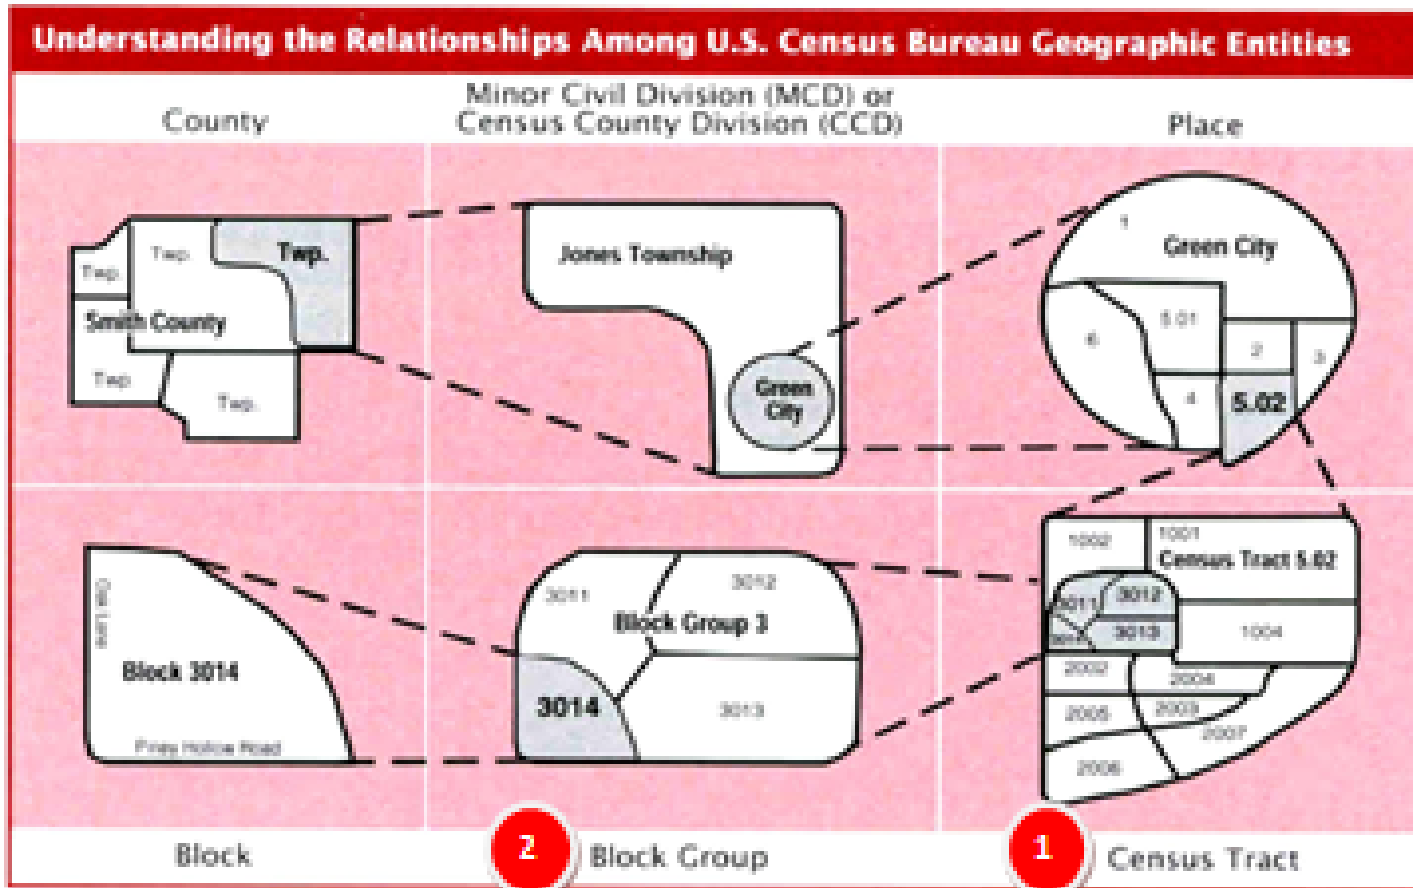 Understanding the Relationships Among U.S. Census Bureau Geographic Entities
County
Minor Civil Division (MCD) or
Census County Division (CCD)
Place
Twp.
Twp.
Twp.
Smith County
Twp.
Twp.
Jones Township
Green
City
1
Green City
5.01
6
2
3
4
5.02
Oak Lane
Block 3014
Piney Hollow Road
3011
3012
Block Group 3
3014
3013
1002
1001
Census Tract 5.02
3011
3012
3013
1004
2002
2004
2005
2003
2007
2006
Block
2
Block Group
1
Census Tract